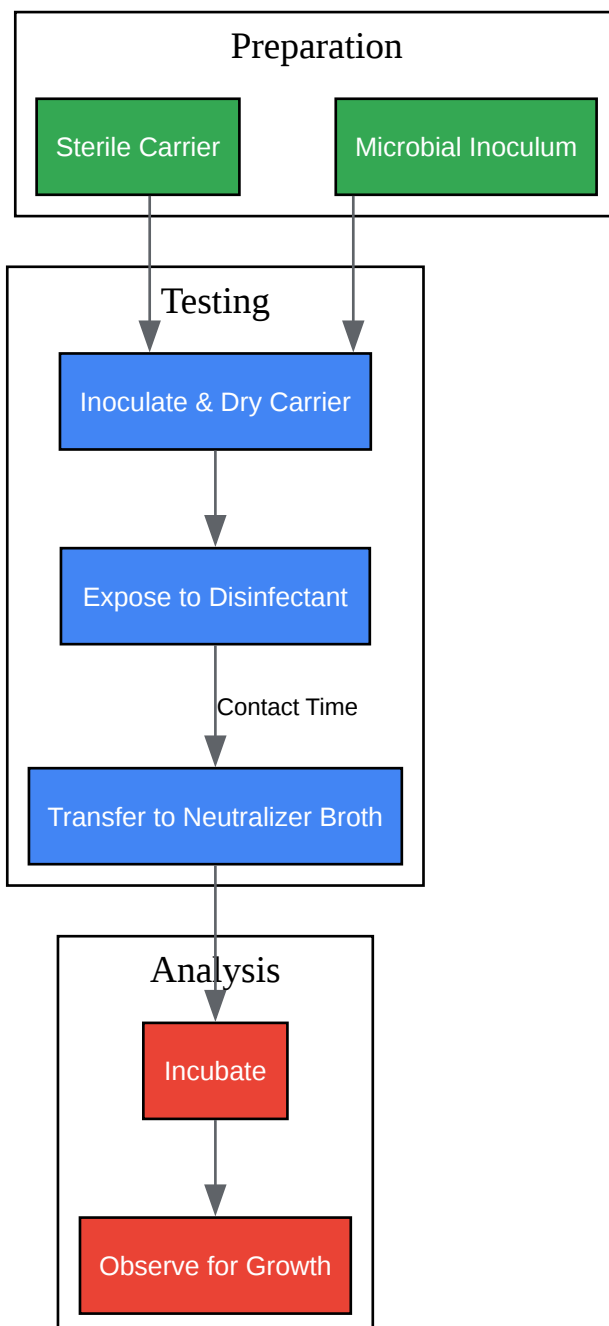 Preparation
Sterile Carrier
Microbial Inoculum
Testing
Inoculate & Dry Carrier
Expose to Disinfectant
Contact Time
Transfer to Neutralizer Broth
Analysis
Incubate
Observe for Growth